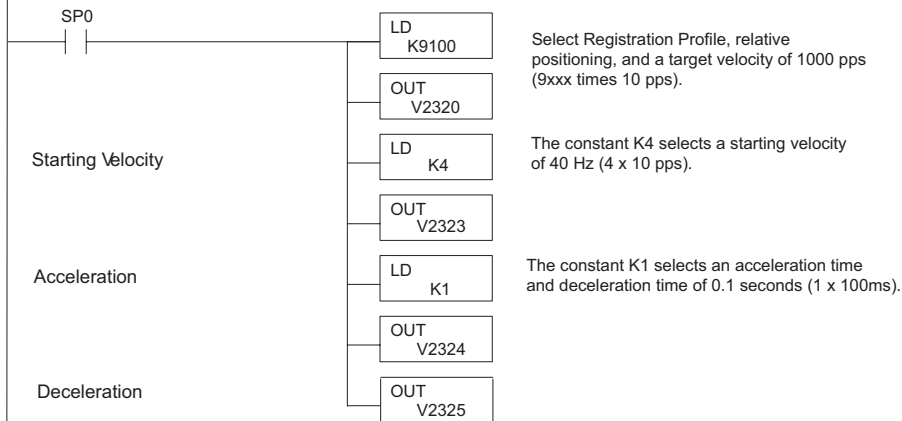 SP0
LD
K9100
Select Registration Profile, relative
positioning, and a target velocity of 1000 pps
(9xxx times 10 pps).
OUT
V2320
Starting Velocity
LD
K4
The constant K4 selects a starting velocity
of 40 Hz (4 x 10 pps).
OUT
V2323
Acceleration
LD
K1
The constant K1 selects an acceleration time
and deceleration time of 0.1 seconds (1 x 100ms).
OUT
V2324
Deceleration
OUT
V2325